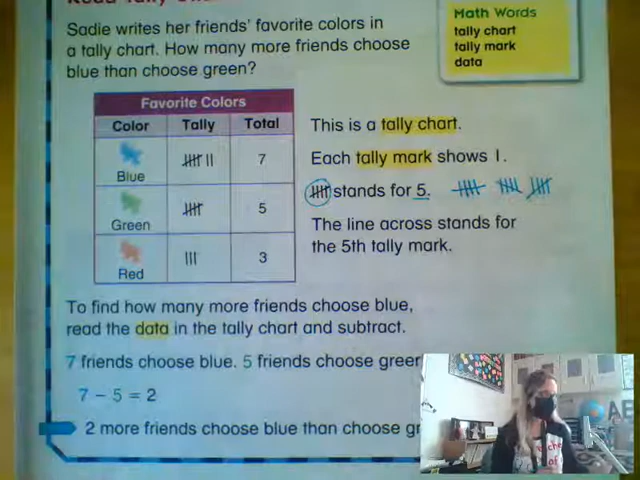 Sadie writes her friends' favorite colors in
a tally chart. How many more friends choose
blue than choose green?
Math Words
tally chart
tally mark
data
Favorite Colors
Color Tally Total
Blue 7
Green 5
Red 3
This is a tally chart.
Each tally mark shows 1.
stands for 5.
The line across stands for
the 5th tally mark.
To find how many more friends choose blue,
read the data in the tally chart and subtract.
7 friends choose blue. 5 friends choose green
7 − 5 = 2
2 more friends choose blue than choose